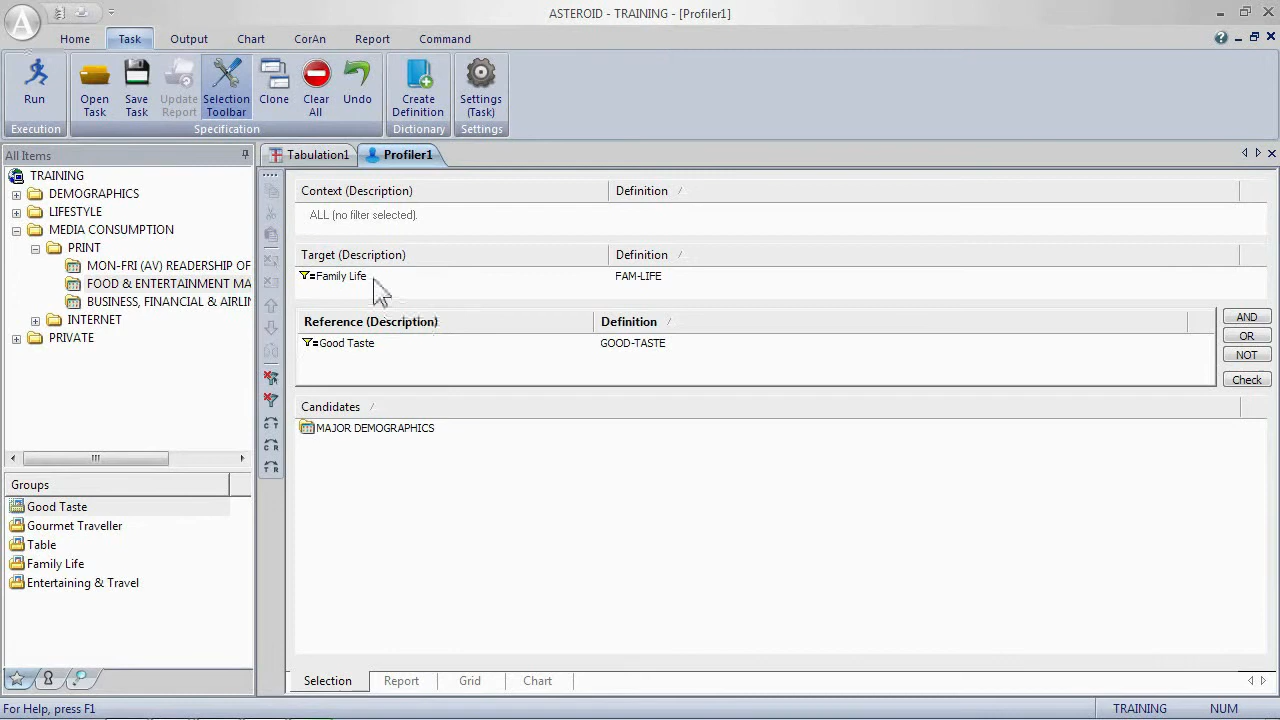 ASTEROID - TRAINING - [Profiler1]
A
Home
Task
Output
Chart
CorAn
Report
Command
Run
Open Task
Save Task
Update Report
Selection Toolbar
Clone
Clear All
Undo
Create Definition
Settings (Task)
Execution
Specification
Dictionary
Settings
All Items
TRAINING
DEMOGRAPHICS
LIFESTYLE
MEDIA CONSUMPTION
PRINT
MON-FRI (AV) READERSHIP OF
FOOD & ENTERTAINMENT MA
BUSINESS, FINANCIAL & AIRLIN
INTERNET
PRIVATE
Groups
Good Taste
Gourmet Traveller
Table
Family Life
Entertaining & Travel
Tabulation1
Profiler1
Context (Description)
Definition
ALL (no filter selected).
Target (Description)
Definition
=Family Life
FAM-LIFE
Reference (Description)
Definition
=Good Taste
GOOD-TASTE
AND
OR
NOT
Check
Candidates
MAJOR DEMOGRAPHICS
C T
C R
T R
Selection
Report
Grid
Chart
For Help, press F1
TRAINING
NUM